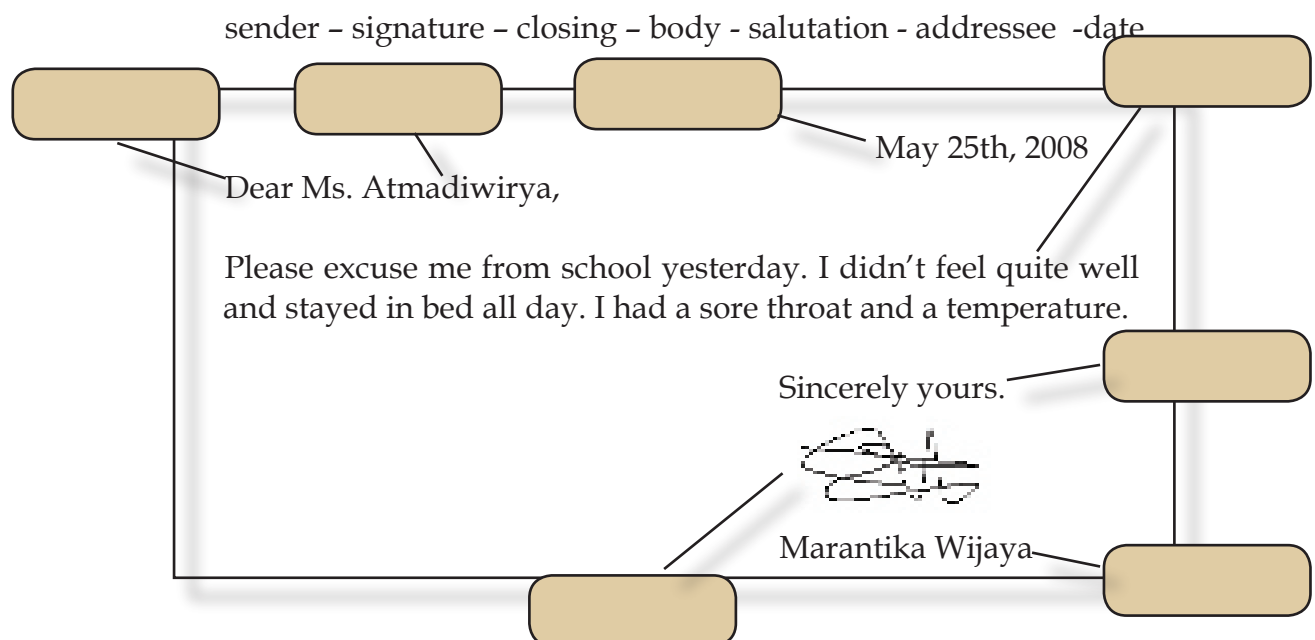 sender – signature – closing – body - salutation - addressee -date
May 25th, 2008
Dear Ms. Atmadiwirya,
Please excuse me from school yesterday. I didn’t feel quite well
and stayed in bed all day. I had a sore throat and a temperature.
Sincerely yours.
Marantika Wijaya